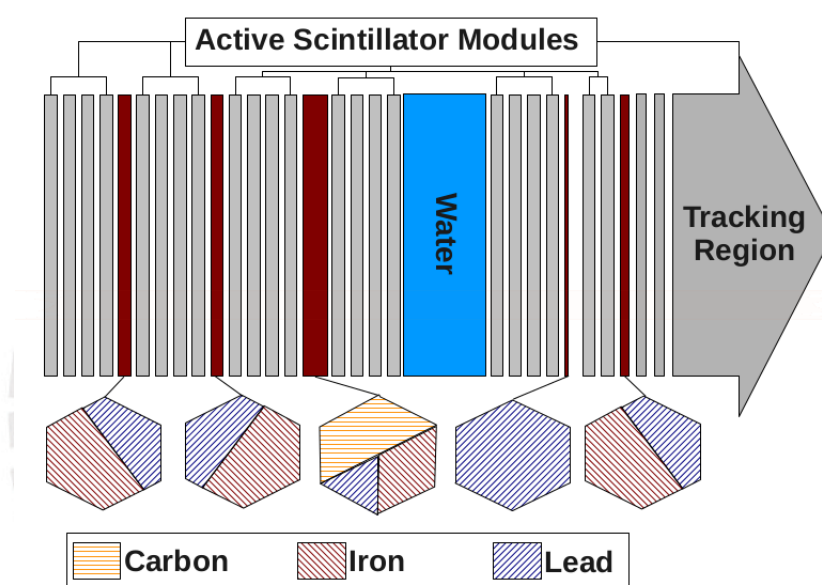 Active Scintillator Modules
Water
Tracking
Region
Carbon
Iron
Lead